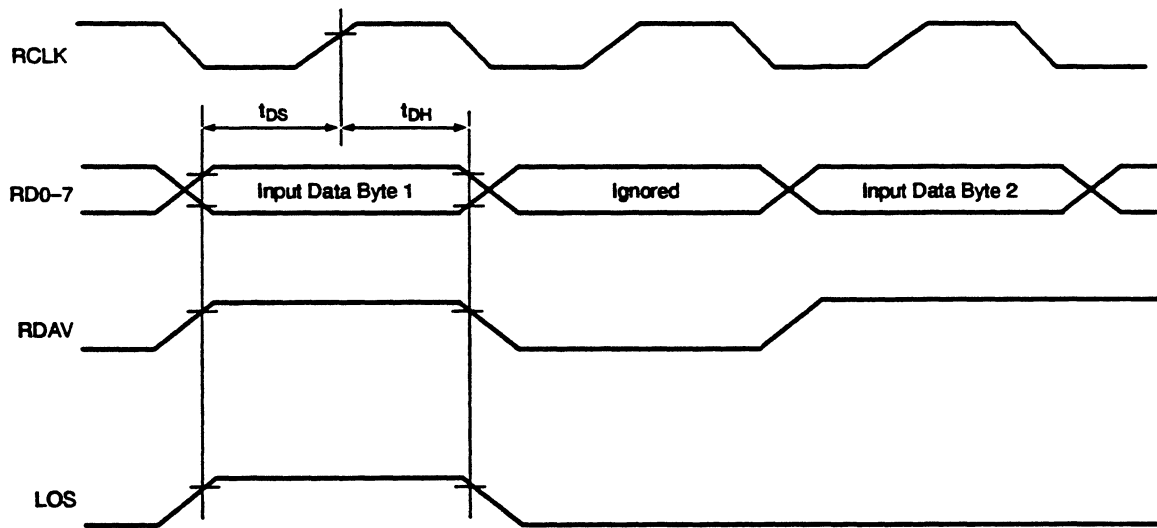 RCLK
tDS
tDH
RD0–7
Input Data Byte 1
Ignored
Input Data Byte 2
RDAV
LOS